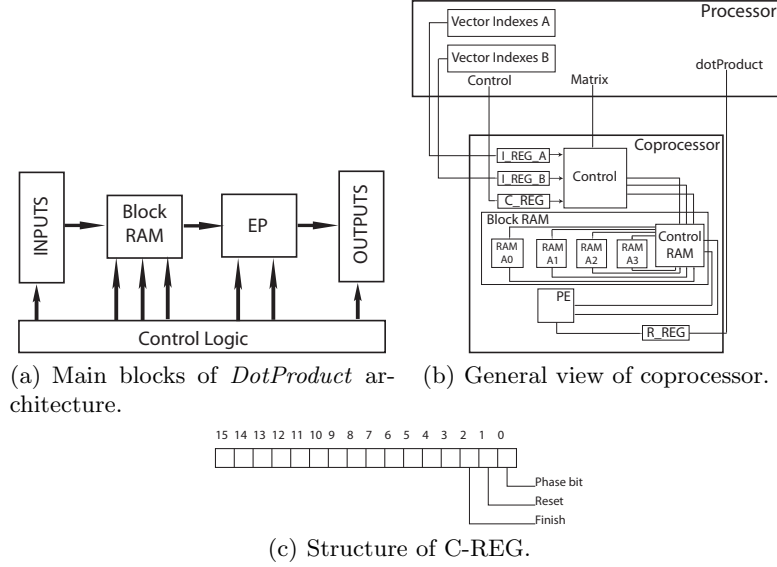 INPUTS
Block
RAM
EP
OUTPUTS
Control Logic
(a) Main blocks of DotProduct ar-
chitecture.
Processor
Vector Indexes A
Vector Indexes B
Control
Matrix
dotProduct
Coprocessor
I_REG_A
I_REG_B
C_REG
Control
Block RAM
RAM
A0
RAM
A1
RAM
A2
RAM
A3
Control
RAM
PE
R_REG
(b) General view of coprocessor.
15 14 13 12 11 10 9 8 7 6 5 4 3 2 1 0
Phase bit
Reset
Finish
(c) Structure of C-REG.